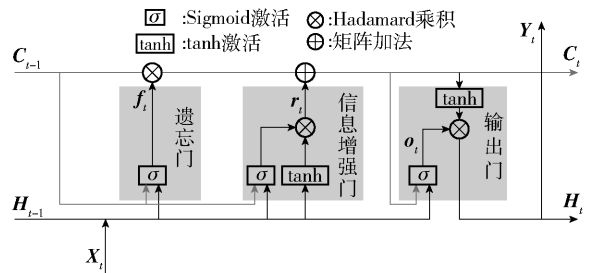 σ :Sigmoid激活 ⊗:Hadamard乘积
tanh :tanh激活 ⊕:矩阵加法
Y_t
C_{t-1} C_t
f_t
遗忘门
σ
r_t
信息增强门
σ tanh
tanh
输出门
o_t
σ
H_{t-1} H_t
X_t